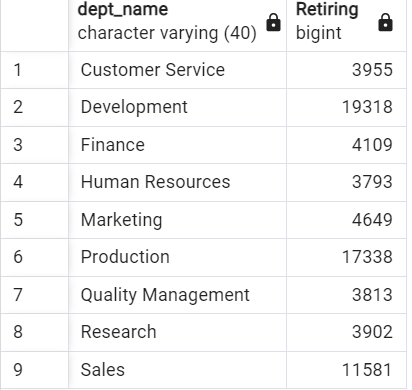 dept_name Retiring
character varying (40) bigint
1 Customer Service 3955
2 Development 19318
3 Finance 4109
4 Human Resources 3793
5 Marketing 4649
6 Production 17338
7 Quality Management 3813
8 Research 3902
9 Sales 11581